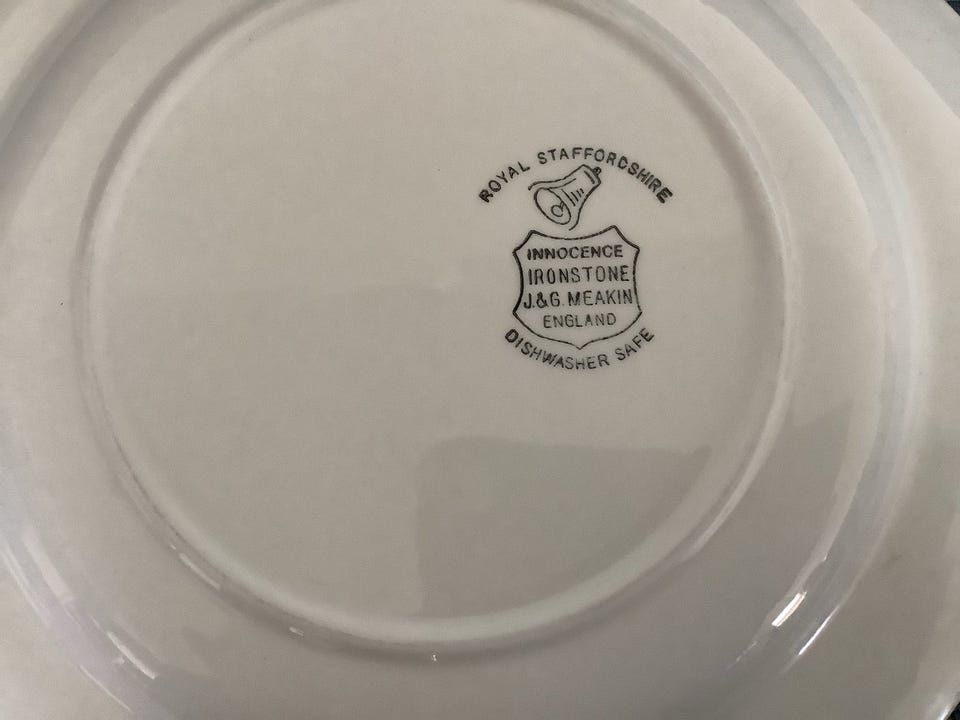 ROYAL STAFFORDSHIRE
INNOCENCE
IRONSTONE
J.&G. MEAKIN
ENGLAND
DISHWASHER SAFE